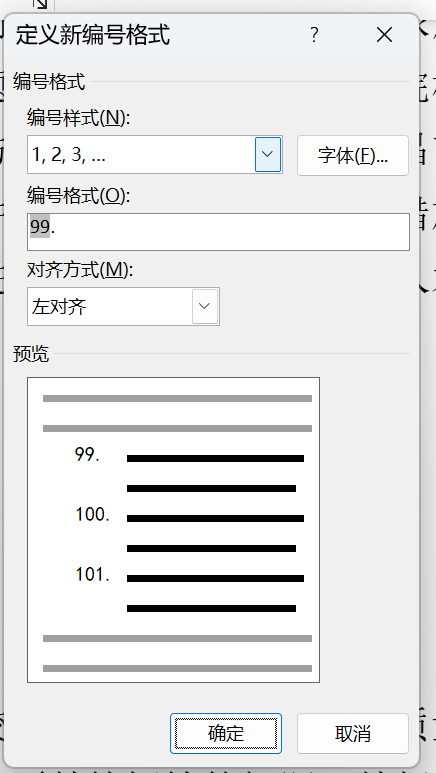 定义新编号格式 ?
编号格式
编号样式(N):
1, 2, 3, ...
字体(F)...
编号格式(O):
99.
对齐方式(M):
左对齐
预览
99.
100.
101.
确定 取消